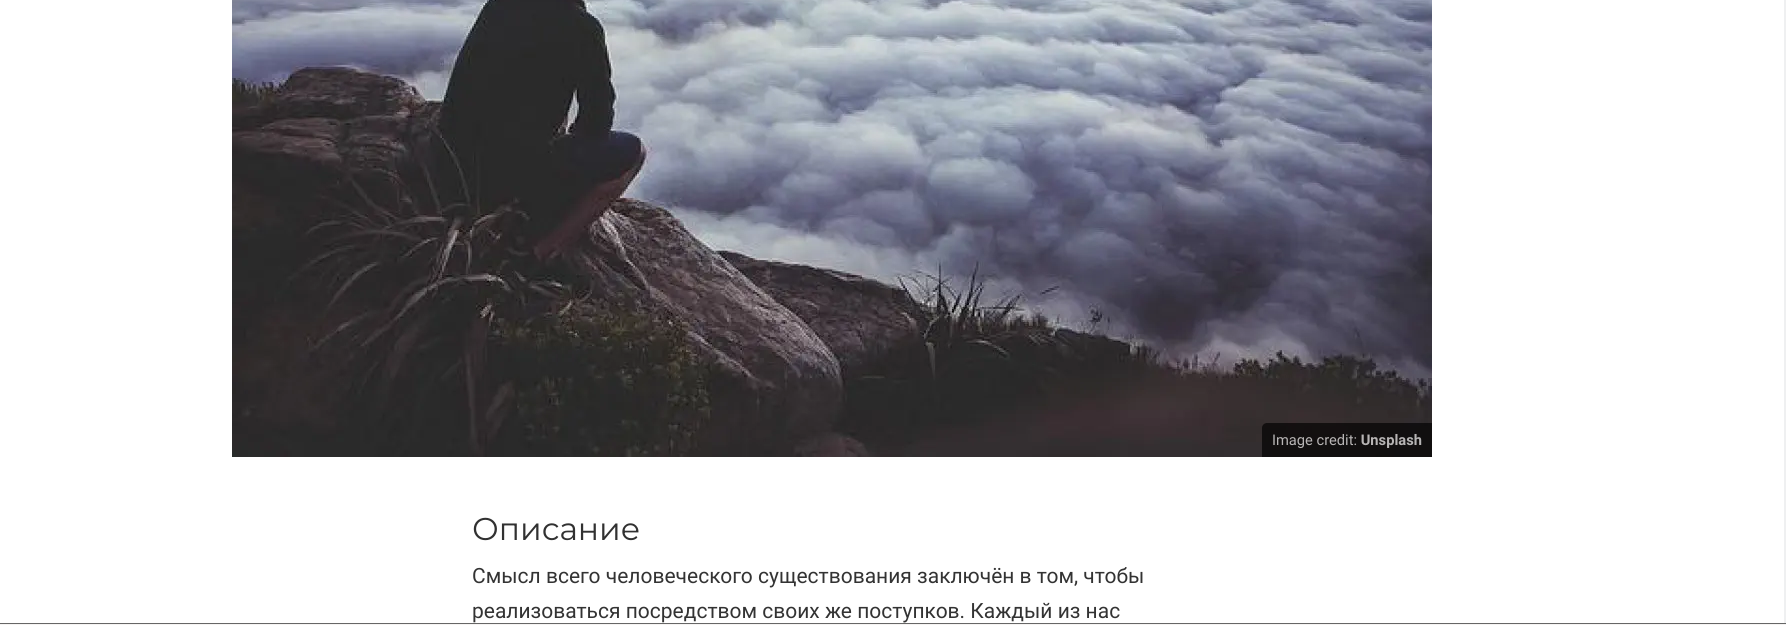 Image credit: Unsplash
Описание
Смысл всего человеческого существования заключён в том, чтобы
реализоваться посредством своих же поступков. Каждый из нас